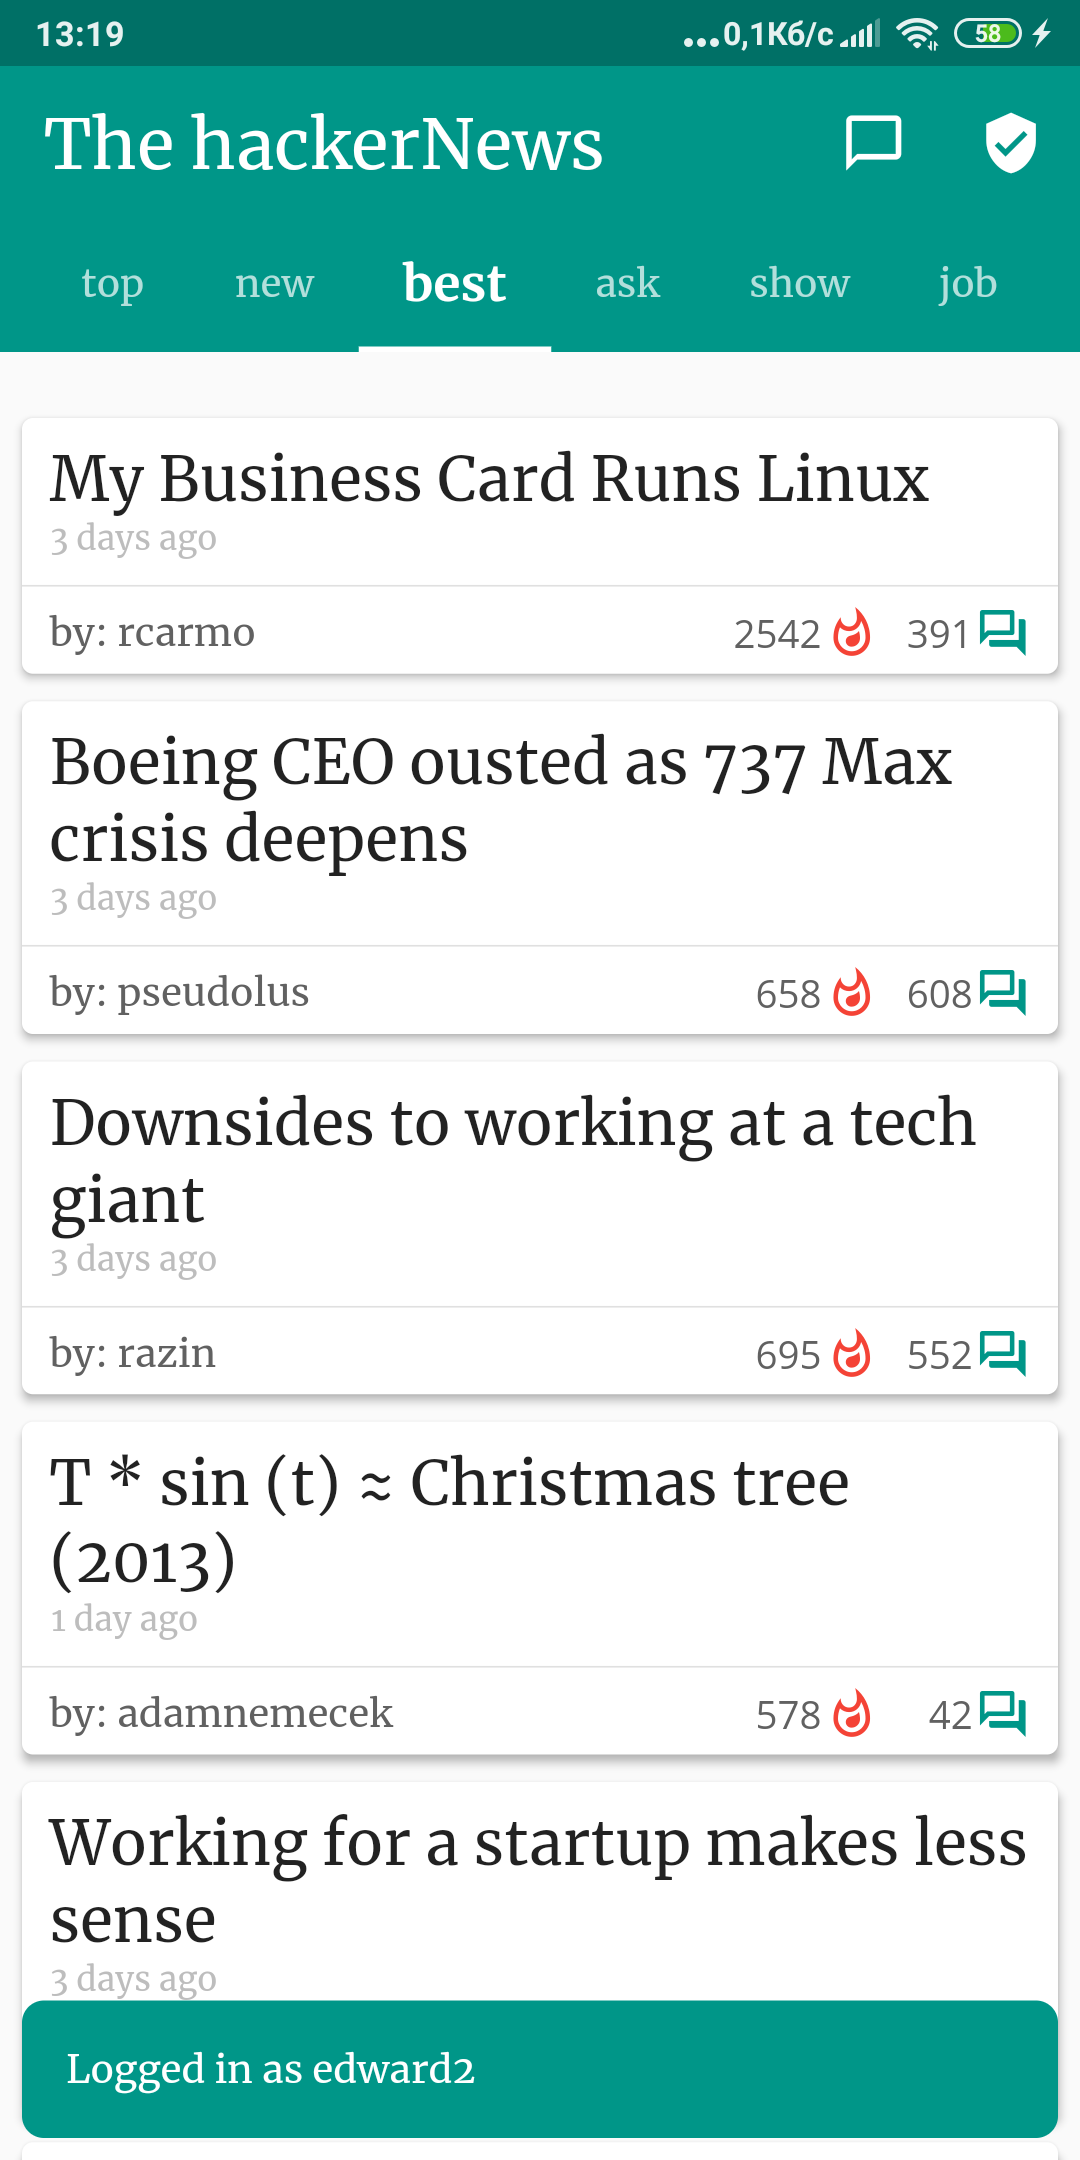 13:19
...0,1Кб/с
58
The hackerNews
top new best ask show job
My Business Card Runs Linux
3 days ago
by: rcarmo 2542 391
Boeing CEO ousted as 737 Max
crisis deepens
3 days ago
by: pseudolus 658 608
Downsides to working at a tech
giant
3 days ago
by: razin 695 552
T * sin (t) ≈ Christmas tree
(2013)
1 day ago
by: adamnemecek 578 42
Working for a startup makes less
sense
3 days ago
Logged in as edward2